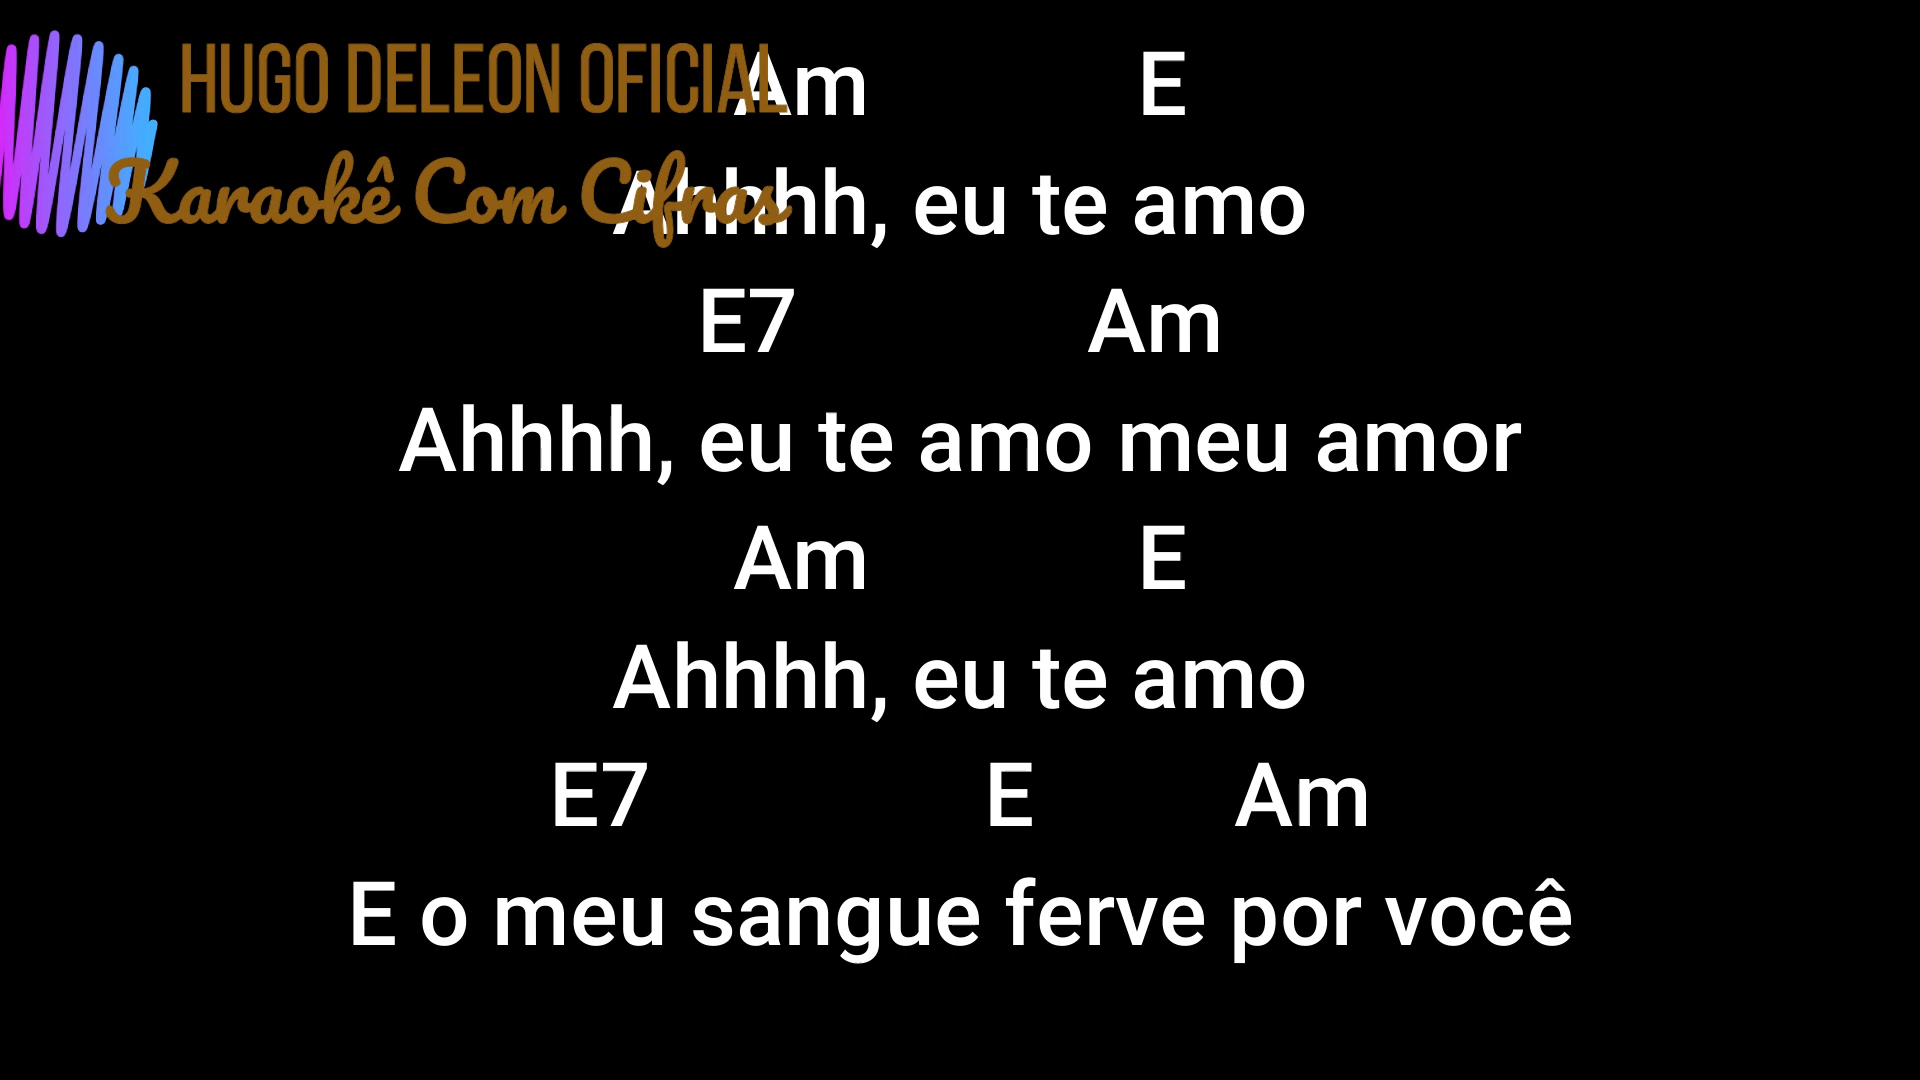 HUGO DELEON OFICIAL
Karaokê Com Cifras
Am E
Ahhhh, eu te amo
E7 Am
Ahhhh, eu te amo meu amor
Am E
Ahhhh, eu te amo
E7 E Am
E o meu sangue ferve por você